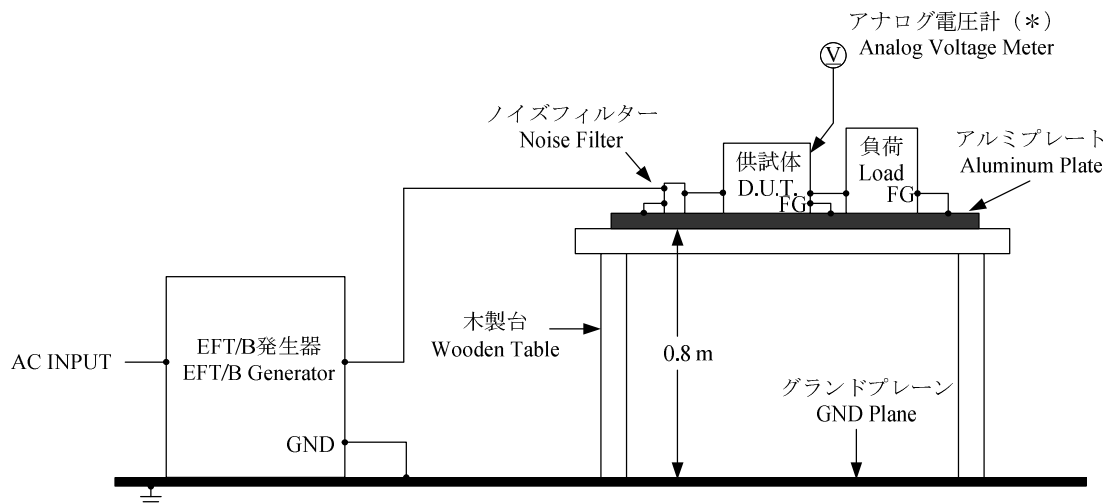 アナログ電圧計（*）
Analog Voltage Meter
V
ノイズフィルター
Noise Filter
供試体
D.U.T.
FG
負荷
Load
FG
アルミプレート
Aluminum Plate
AC INPUT
EFT/B発生器
EFT/B Generator
GND
木製台
Wooden Table
0.8 m
グランドプレーン
GND Plane